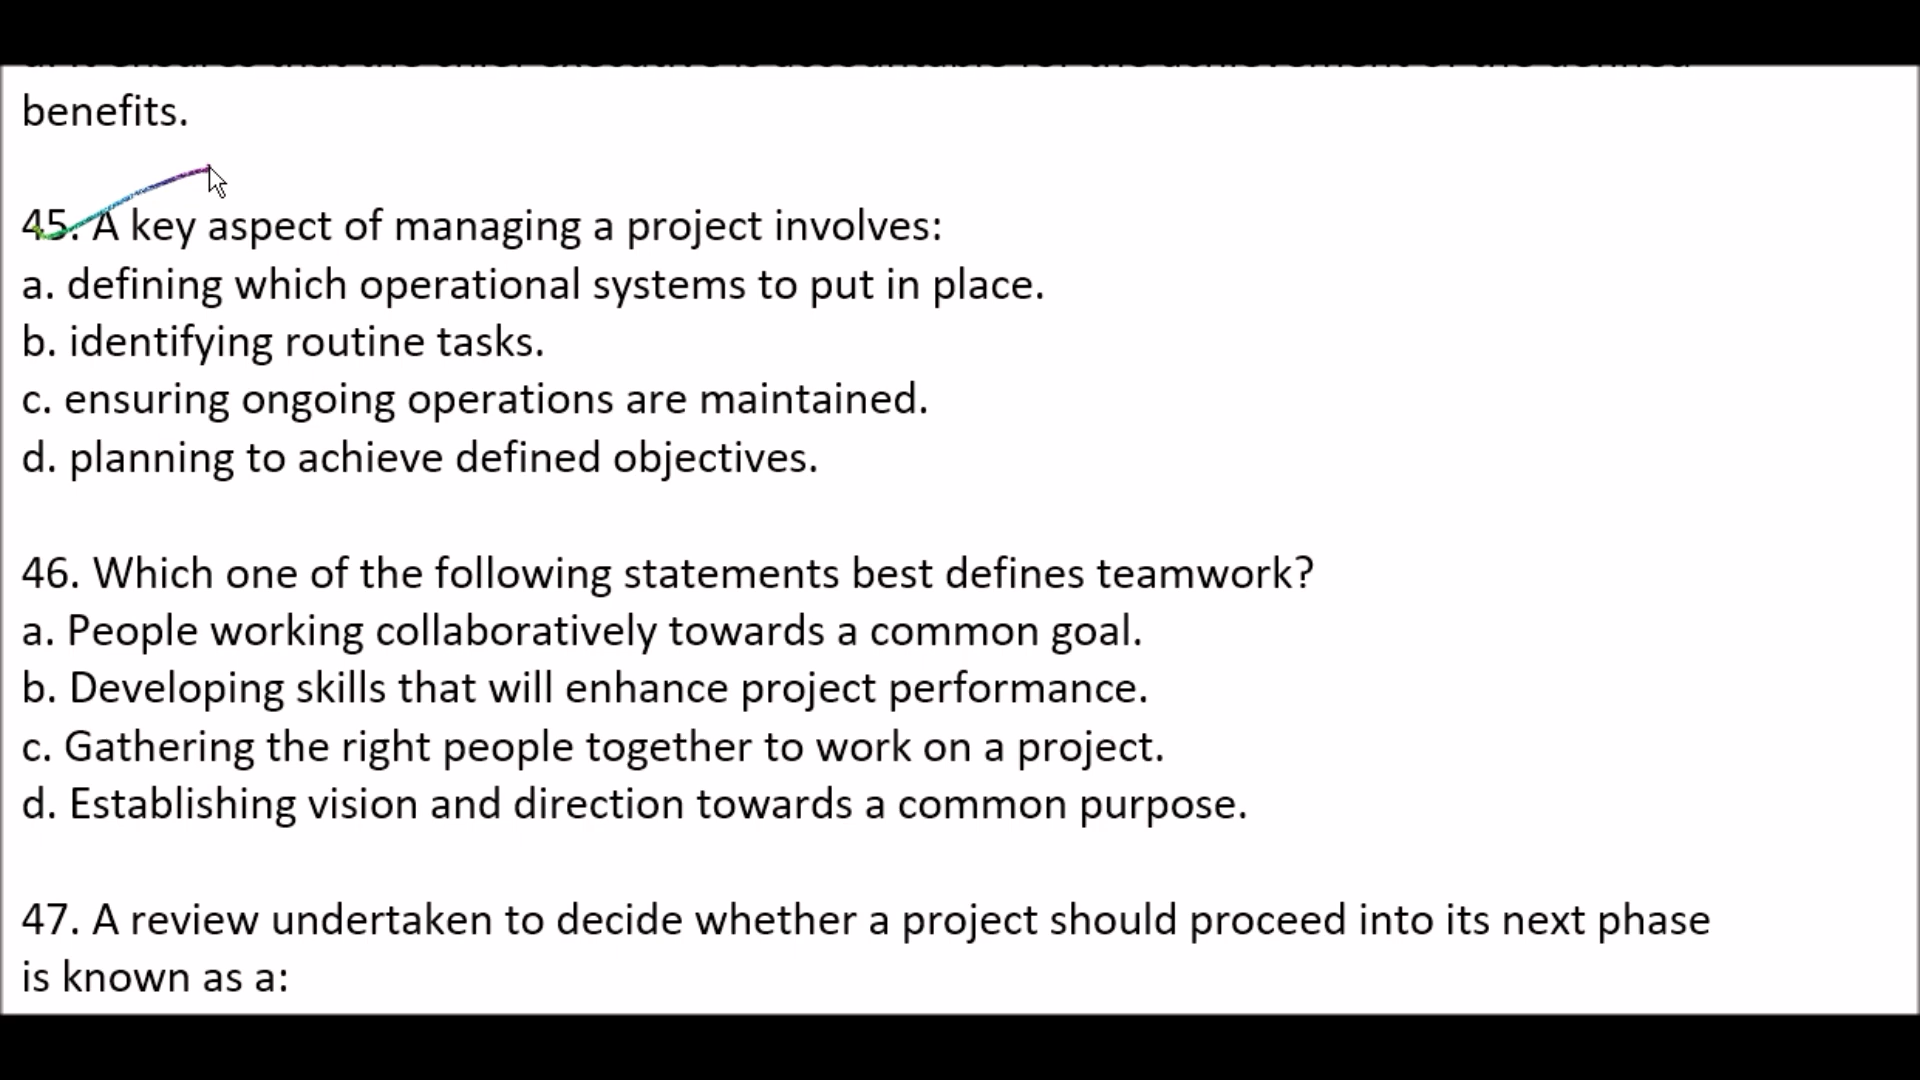 benefits.
45. A key aspect of managing a project involves:
a. defining which operational systems to put in place.
b. identifying routine tasks.
c. ensuring ongoing operations are maintained.
d. planning to achieve defined objectives.
46. Which one of the following statements best defines teamwork?
a. People working collaboratively towards a common goal.
b. Developing skills that will enhance project performance.
c. Gathering the right people together to work on a project.
d. Establishing vision and direction towards a common purpose.
47. A review undertaken to decide whether a project should proceed into its next phase
is known as a: